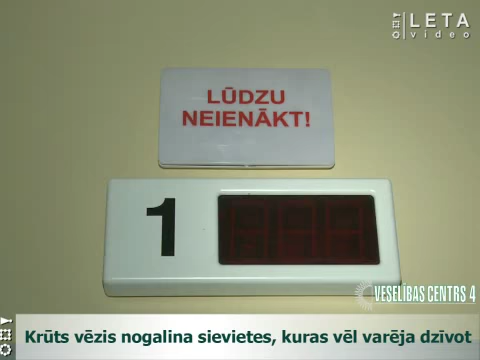 LETA
video
LŪDZU
NEIENĀKT!
1
VESELĪBAS CENTRS 4
Krūts vēzis nogalina sievietes, kuras vēl varēja dzīvot